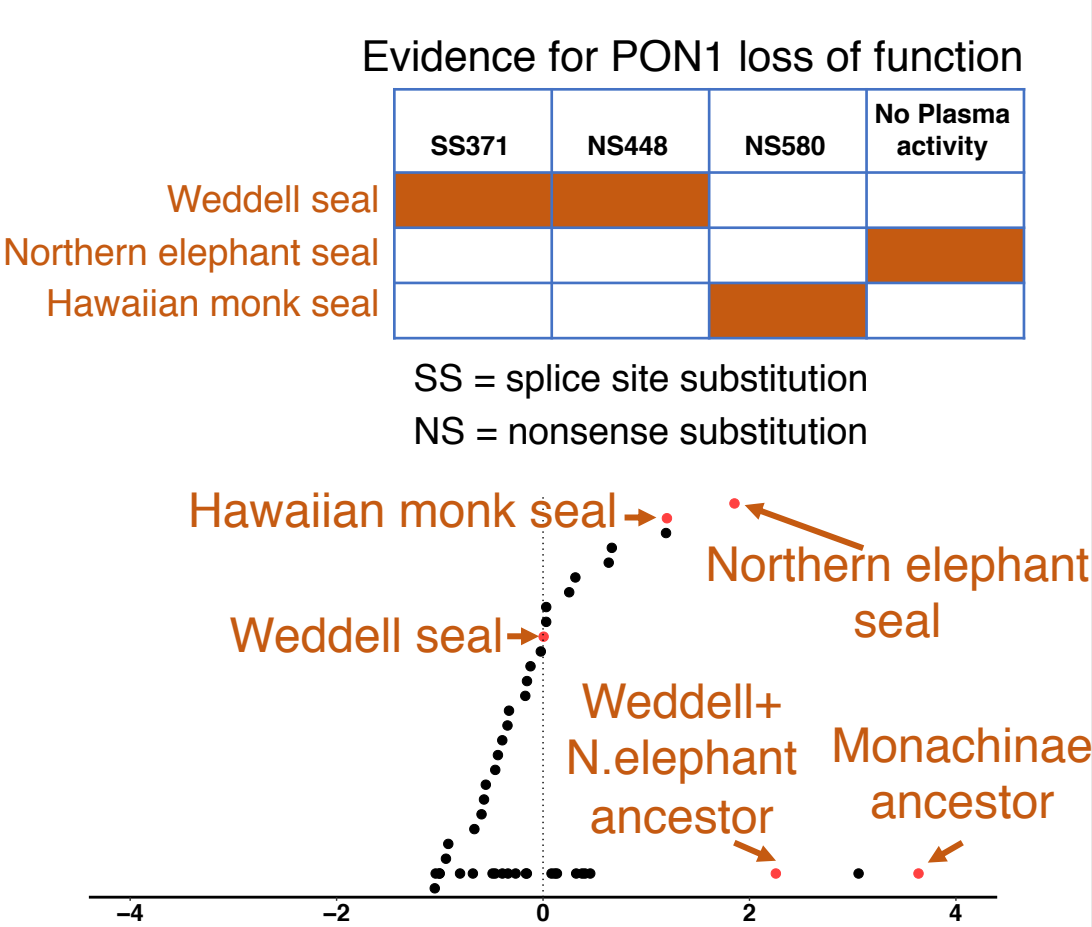 Evidence for PON1 loss of function
SS371 NS448 NS580 No Plasma
activity
Weddell seal
Northern elephant seal
Hawaiian monk seal
SS = splice site substitution
NS = nonsense substitution
Hawaiian monk seal
Northern elephant
seal
Weddell seal
Weddell+
N.elephant
ancestor
Monachinae
ancestor
−4 −2 0 2 4